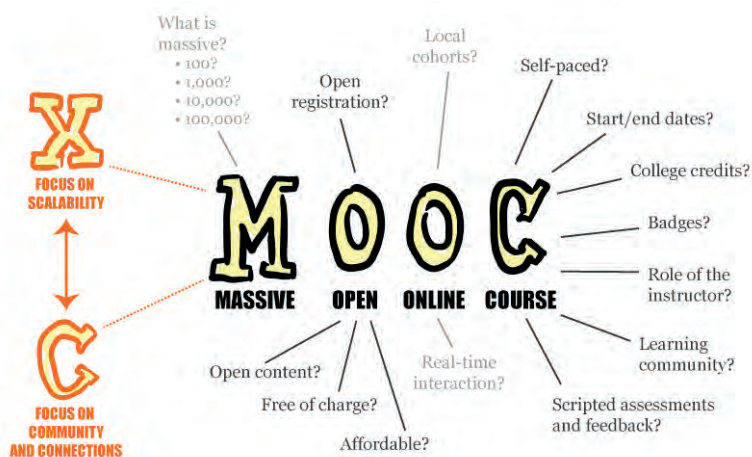 What is
massive?
• 100?
• 1,000?
• 10,000?
• 100,000?
Open
registration?
Local
cohorts?
Self-paced?
Start/end dates?
College credits?
Badges?
Role of the
instructor?
Learning
community?
Scripted assessments
and feedback?
X
FOCUS ON
SCALABILITY
C
FOCUS ON
COMMUNITY
AND CONNECTIONS
MOOC
MASSIVE OPEN ONLINE COURSE
Open content?
Free of charge?
Affordable?
Real-time
interaction?